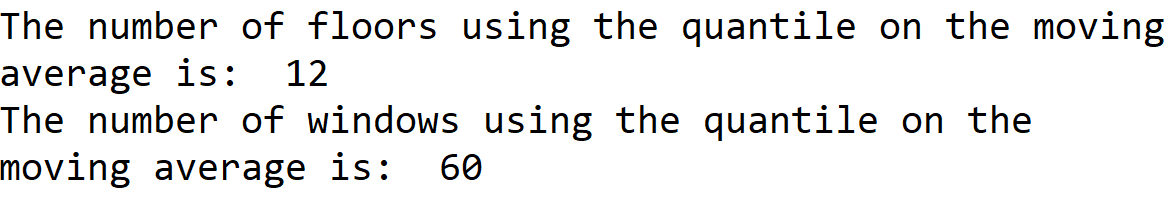 The number of floors using the quantile on the moving
average is:  12
The number of windows using the quantile on the
moving average is:  60